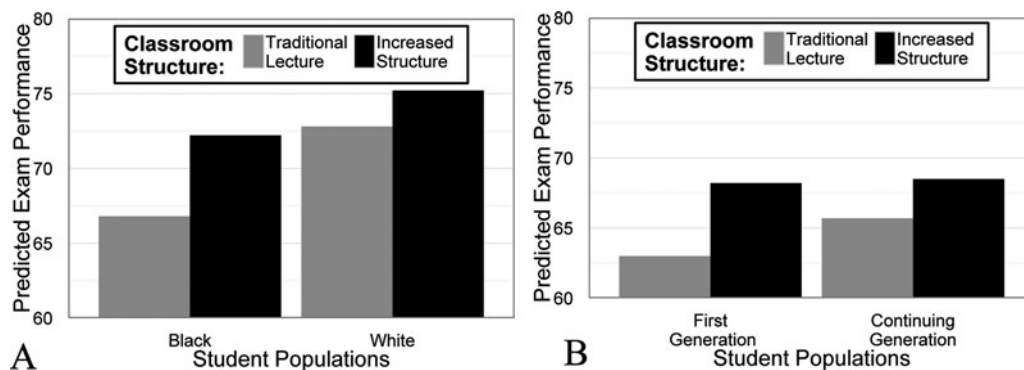 80
75
70
65
60
Predicted Exam Performance
Classroom Structure:
Traditional Lecture
Increased Structure
Black
White
Student Populations
A
80
75
70
65
60
Predicted Exam Performance
Classroom Structure:
Traditional Lecture
Increased Structure
First Generation
Continuing Generation
Student Populations
B